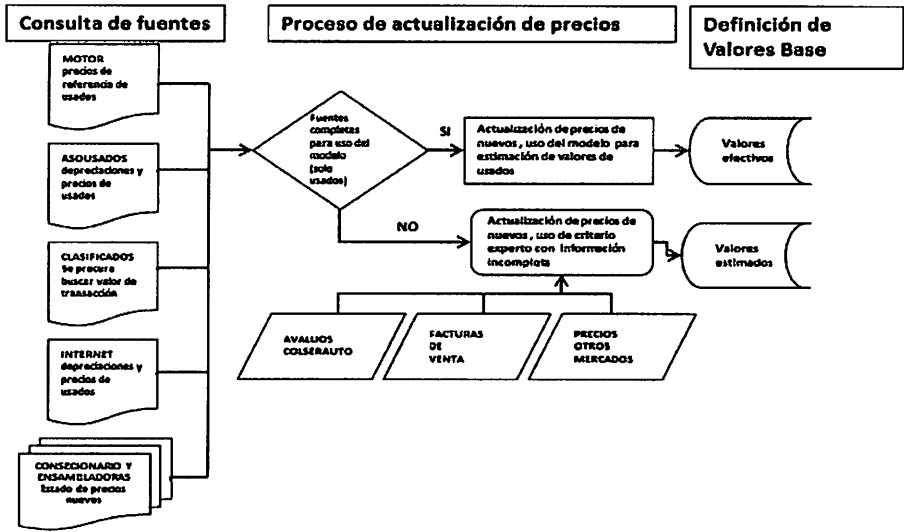 Consulta de fuentes
Proceso de actualización de precios
Definición de
Valores Base
MOTOR
precios de
referencia de
usados
ASOUSADOS
depreciaciones y
precios de
usados
CLASIFICADOS
Se procura
buscar valor de
transacción
INTERNET
depreciaciones y
precios de
usados
CONSECIONARIO Y
ENSAMBLADORAS
Estado de precios
nuevos
Fuentes
completas
para uso del
modelo
(solo
usados)
SI
NO
Actualización de precios de
nuevos, uso del modelo para
estimación de valores de
usados
Actualización de precios de
nuevos, uso de criterio
experto con información
incompleta
AVALUOS
COLSERAUTO
FACTURAS
DE
VENTA
PRECIOS
OTROS
MERCADOS
Valores
efectivos
Valores
estimados